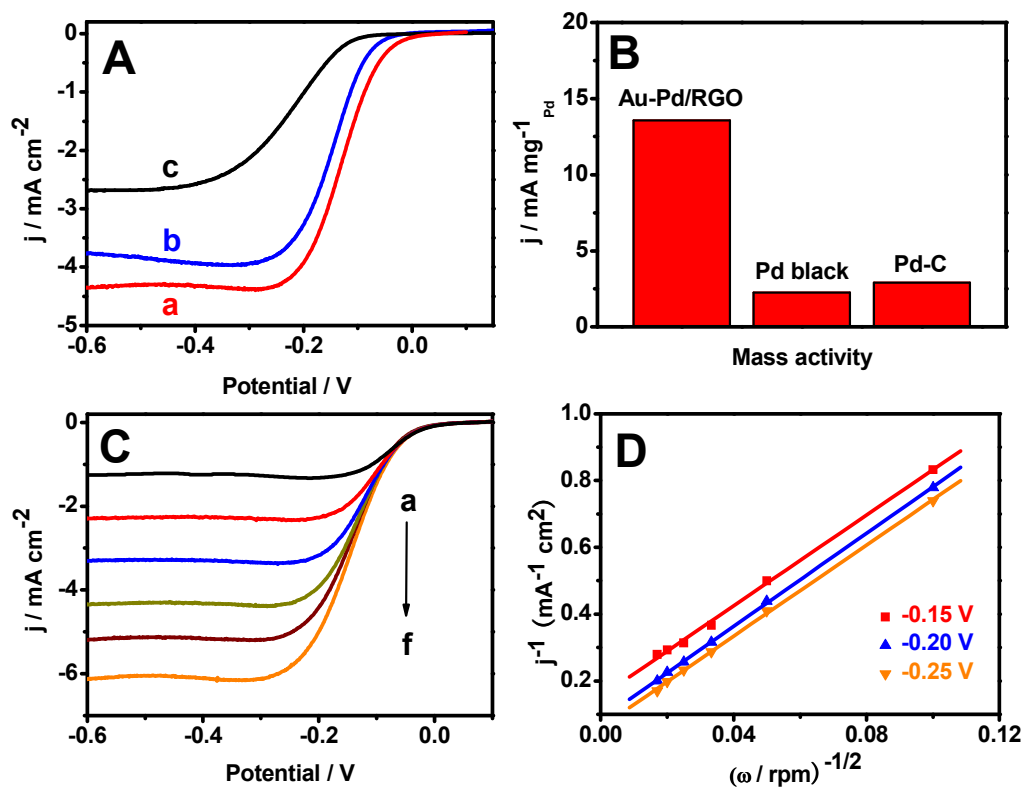 A
c
b
a
0
-1
-2
-3
-4
-5
j / mA cm-2
-0.6
-0.4
-0.2
0.0
Potential / V
B
Au-Pd/RGO
Pd black
Pd-C
20
15
10
5
0
j / mA mg-1 Pd
Mass activity
C
a
f
0
-2
-4
-6
j / mA cm-2
-0.6
-0.4
-0.2
0.0
Potential / V
D
1.0
0.8
0.6
0.4
0.2
j-1 (mA-1 cm2)
-0.15 V
-0.20 V
-0.25 V
0.00
0.04
0.08
0.12
(ω / rpm) -1/2